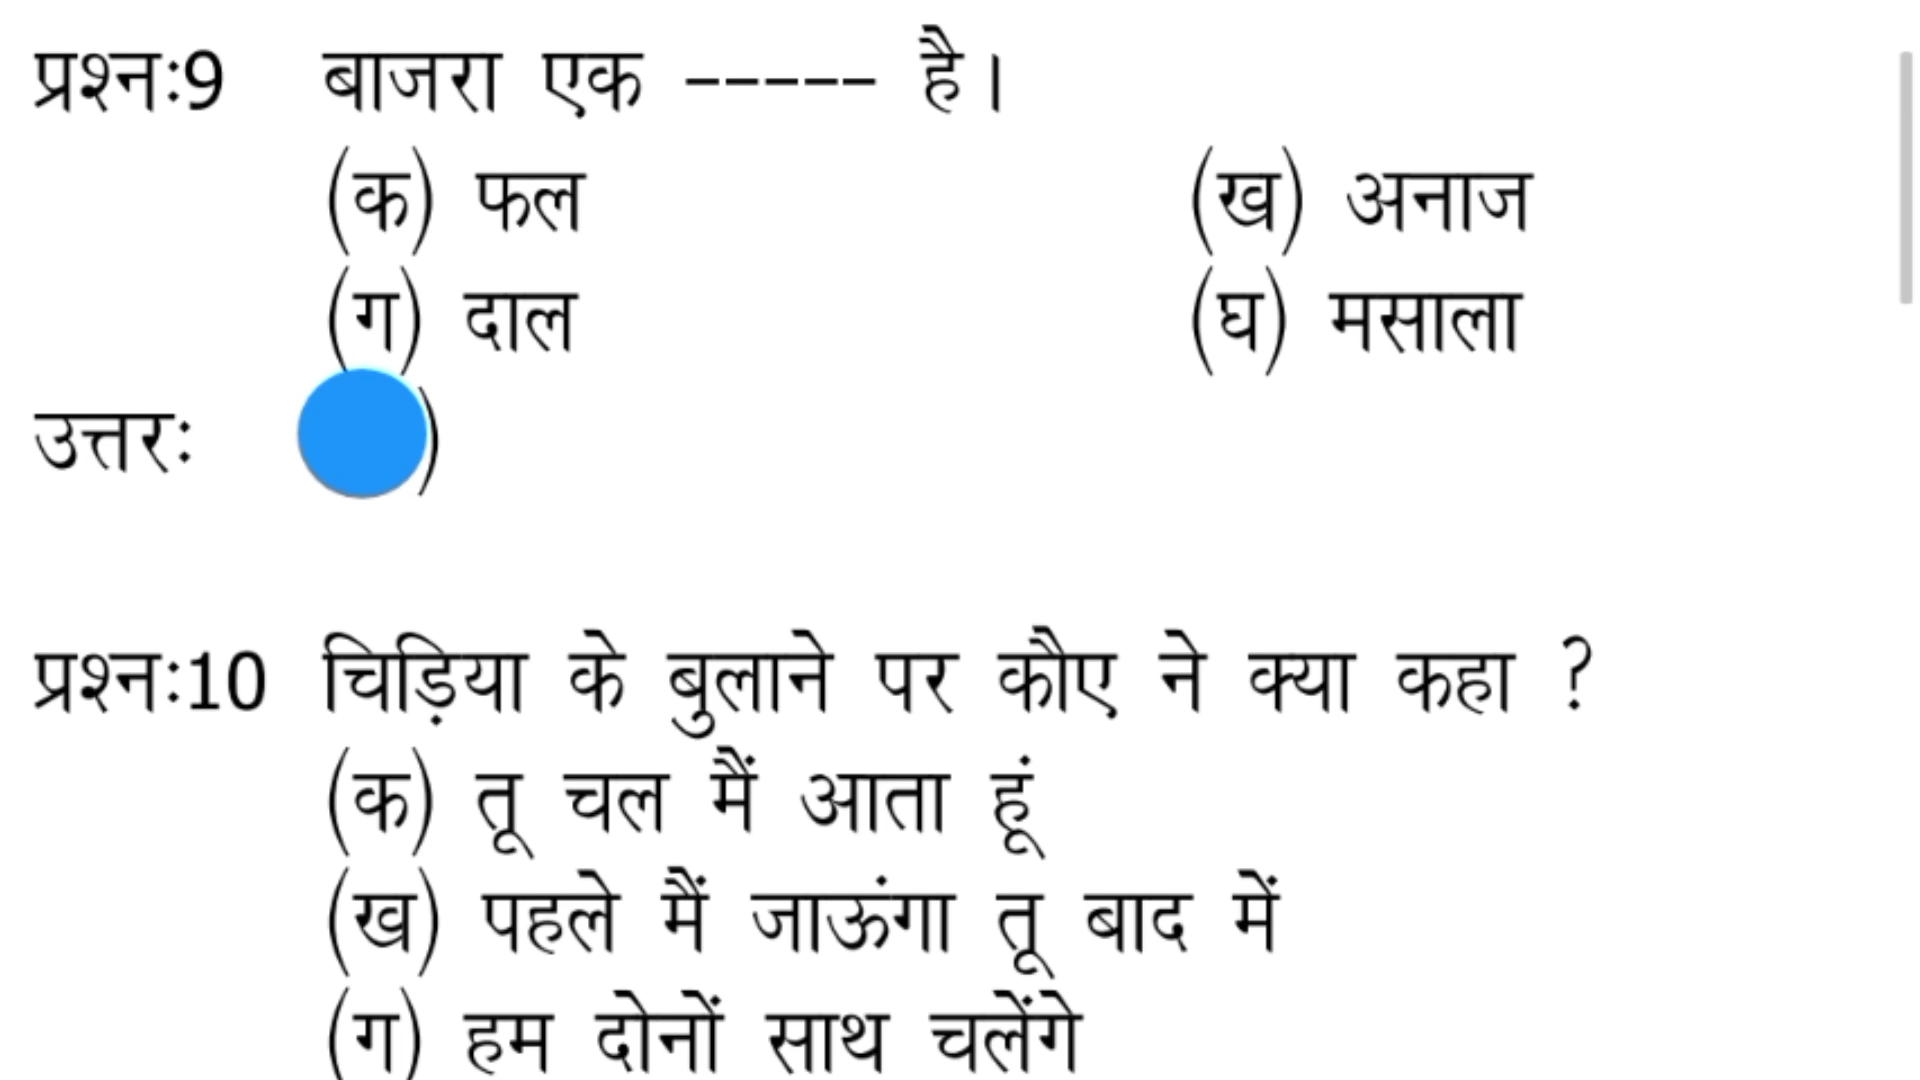 प्रश्नः9 बाजरा एक ----- है।
(क) फल (ख) अनाज
(ग) दाल (घ) मसाला
उत्तरः )
प्रश्नः10 चिड़िया के बुलाने पर कौए ने क्या कहा ?
(क) तू चल मैं आता हूं
(ख) पहले मैं जाऊंगा तू बाद में
(ग) हम दोनों साथ चलेंगे